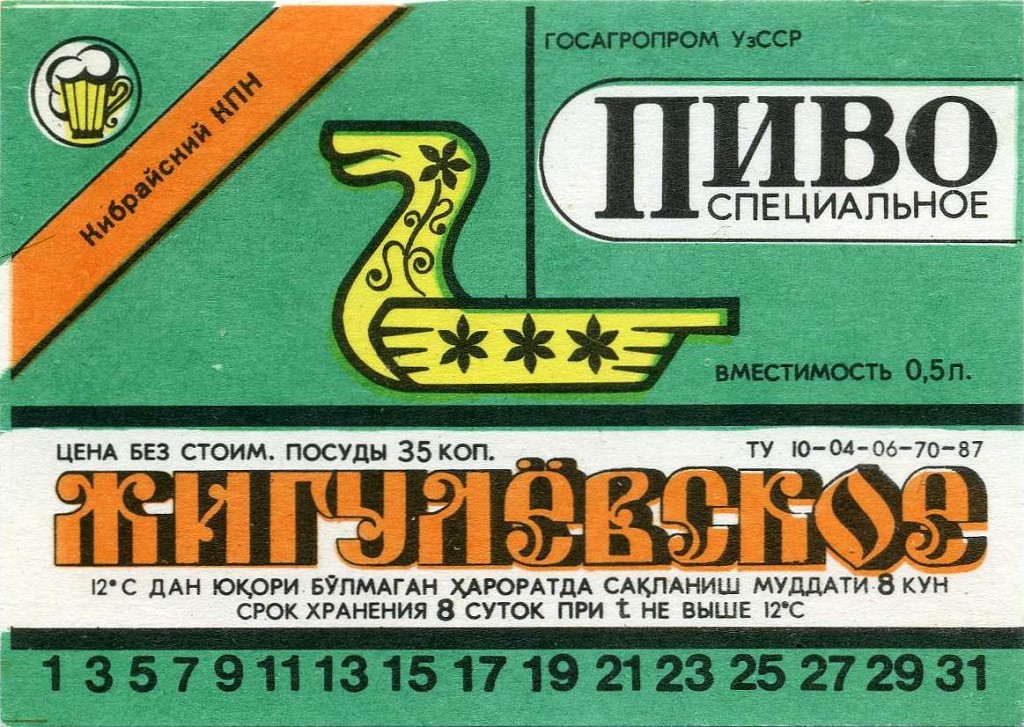 ГОСАГРОПРОМ УзССР
Кибрайский КПН
ПИВО
СПЕЦИАЛЬНОЕ
ВМЕСТИМОСТЬ 0,5 Л.
ЦЕНА БЕЗ СТОИМ. ПОСУДЫ 35 КОП.
ТУ 10-04-06-70-87
ЖИГУЛЁВСКОЕ
12°С ДАН ЮҚОРИ БЎЛМАГАН ҲАРОРАТДА САҚЛАНИШ МУДДАТИ 8 КУН
СРОК ХРАНЕНИЯ 8 СУТОК ПРИ t НЕ ВЫШЕ 12°С
1 3 5 7 9 11 13 15 17 19 21 23 25 27 29 31